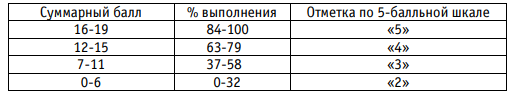 Суммарный балл % выполнения Отметка по 5-балльной шкале
16-19 84-100 «5»
12-15 63-79 «4»
7-11 37-58 «3»
0-6 0-32 «2»